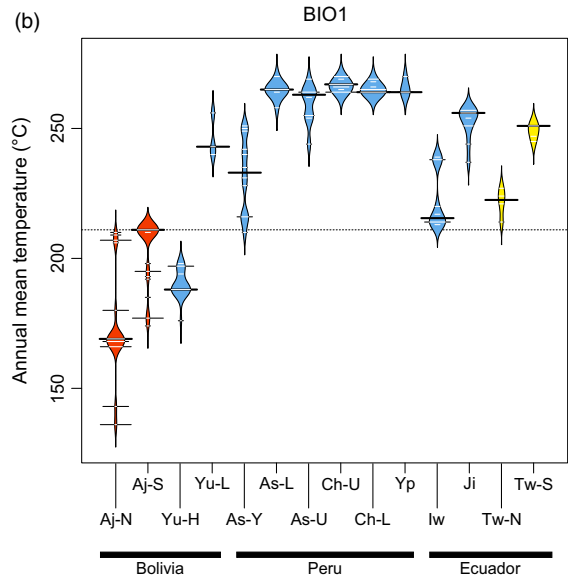 (b)
BIO1
Annual mean temperature (°C)
250
200
150
Aj-S Yu-L As-L Ch-U Yp Ji Tw-S
Aj-N Yu-H As-Y As-U Ch-L Iw Tw-N
Bolivia Peru Ecuador